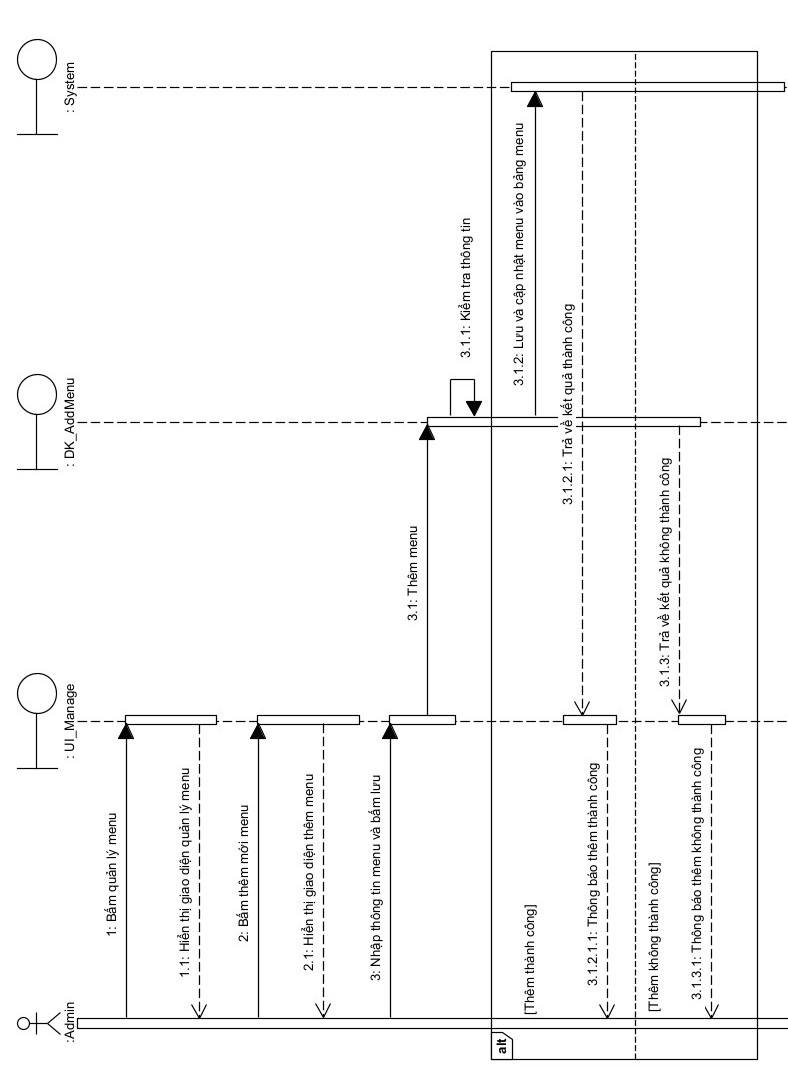 :Admin
: UI_Manage
: DK_AddMenu
: System
1: Bấm quản lý menu
1.1: Hiển thị giao diện quản lý menu
2: Bấm thêm mới menu
2.1: Hiển thị giao diện thêm menu
3: Nhập thông tin menu và bấm lưu
3.1: Thêm menu
3.1.1: Kiểm tra thông tin
alt
[Thêm thành công]
3.1.2: Lưu và cập nhật menu vào bảng menu
3.1.2.1: Trả về kết quả thành công
3.1.2.1.1: Thông báo thêm thành công
[Thêm không thành công]
3.1.3: Trả về kết quả không thành công
3.1.3.1: Thông báo thêm không thành công